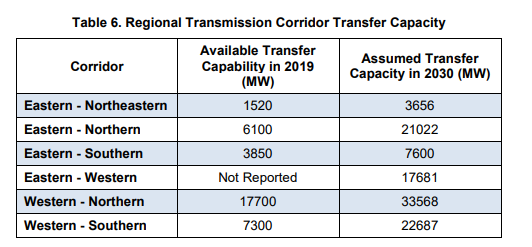 Table 6. Regional Transmission Corridor Transfer Capacity
Corridor Available Transfer Capability in 2019 (MW) Assumed Transfer Capacity in 2030 (MW)
Eastern - Northeastern 1520 3656
Eastern - Northern 6100 21022
Eastern - Southern 3850 7600
Eastern - Western Not Reported 17681
Western - Northern 17700 33568
Western - Southern 7300 22687